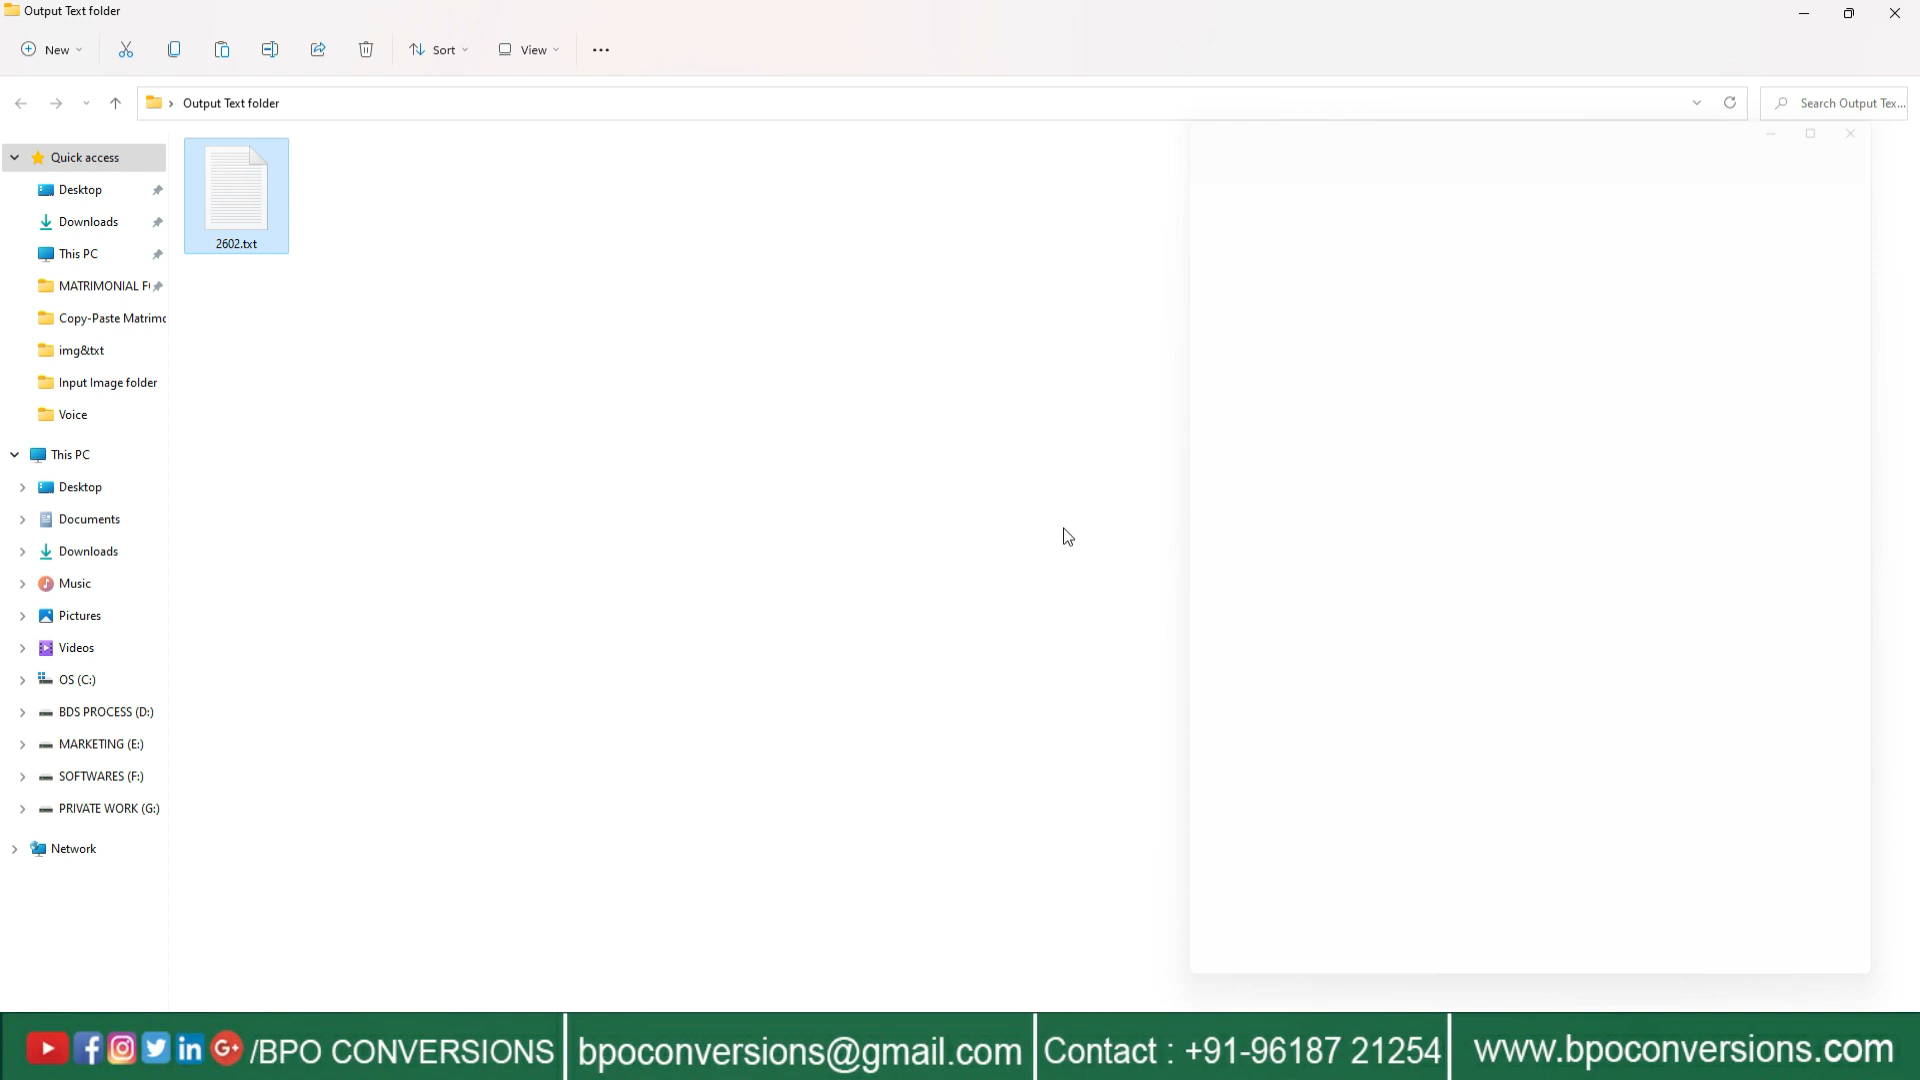 Output Text folder
New
Sort
View
Output Text folder
Search Output Tex...
Quick access
Desktop
Downloads
This PC
MATRIMONIAL F
Copy-Paste Matrimo
img&txt
Input Image folder
Voice
This PC
Desktop
Documents
Downloads
Music
Pictures
Videos
OS (C:)
BDS PROCESS (D:)
MARKETING (E:)
SOFTWARES (F:)
PRIVATE WORK (G:)
Network
2602.txt
/BPO CONVERSIONS
bpoconversions@gmail.com
Contact : +91-96187 21254
www.bpoconversions.com